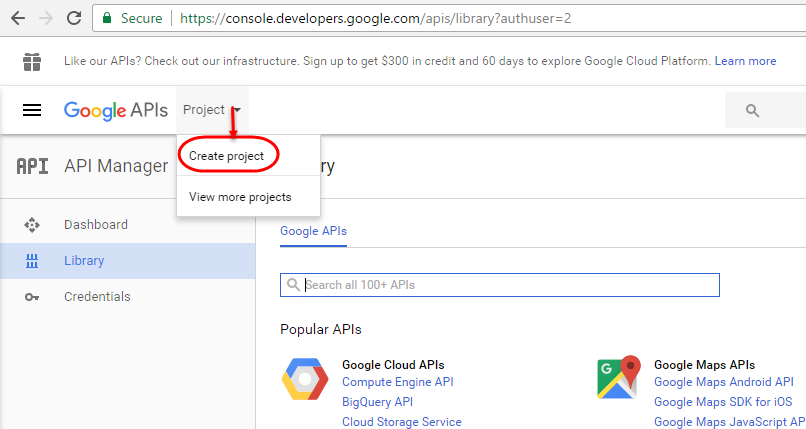 Secure https://console.developers.google.com/apis/library?authuser=2
Like our APIs? Check out our infrastructure. Sign up to get $300 in credit and 60 days to explore Google Cloud Platform. Learn more
Google APIs Project
Create project
API API Manager ry
View more projects
Dashboard
Google APIs
Library
Search all 100+ APIs
Credentials
Popular APIs
Google Cloud APIs
Compute Engine API
BigQuery API
Cloud Storage Service
G
Google Maps APIs
Google Maps Android API
Google Maps SDK for iOS
Google Maps JavaScript AP